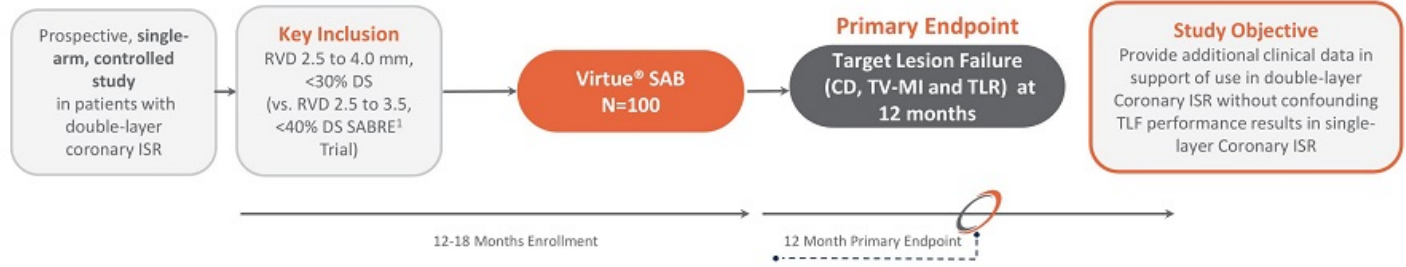 Prospective, single-
arm, controlled
study
in patients with
double-layer
coronary ISR
Key Inclusion
RVD 2.5 to 4.0 mm,
<30% DS
(vs. RVD 2.5 to 3.5,
<40% DS SABRE¹
Trial)
Virtue® SAB
N=100
Primary Endpoint
Target Lesion Failure
(CD, TV-MI and TLR) at
12 months
Study Objective
Provide additional clinical data in
support of use in double-layer
Coronary ISR without confounding
TLF performance results in single-
layer Coronary ISR
12-18 Months Enrollment
12 Month Primary Endpoint